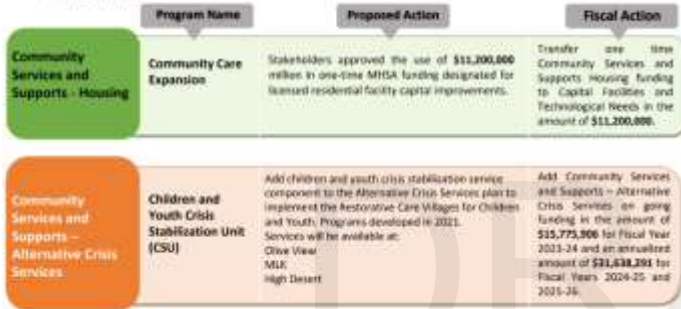 Program Name
Proposed Action
Fiscal Action
Community
Services and
Supports - Housing
Community Care
Expansion
Stakeholders approved the use of $11,200,000
million in one-time MHSA funding designated for
licensed residential facility capital improvements.
Transfer one time
Community Services and
Supports Housing funding
to Capital Facilities and
Technological Needs in the
amount of $11,200,000.
Community
Services and
Supports –
Alternative Crisis
Services
Children and
Youth Crisis
Stabilization Unit
(CSU)
Add children and youth crisis stabilization service
component to the Alternative Crisis Services plan to
implement the Restorative Care Villages for Children
and Youth. Programs developed in 2021.
Services will be available at:
Olive View
MLK
High Desert
Add Community Services
and Supports – Alternative
Crisis Services on going
funding in the amount of
$15,775,906 for Fiscal Year
2023-24 and an annualized
amount of $31,638,291 for
Fiscal Years 2024-25 and
2025-26.